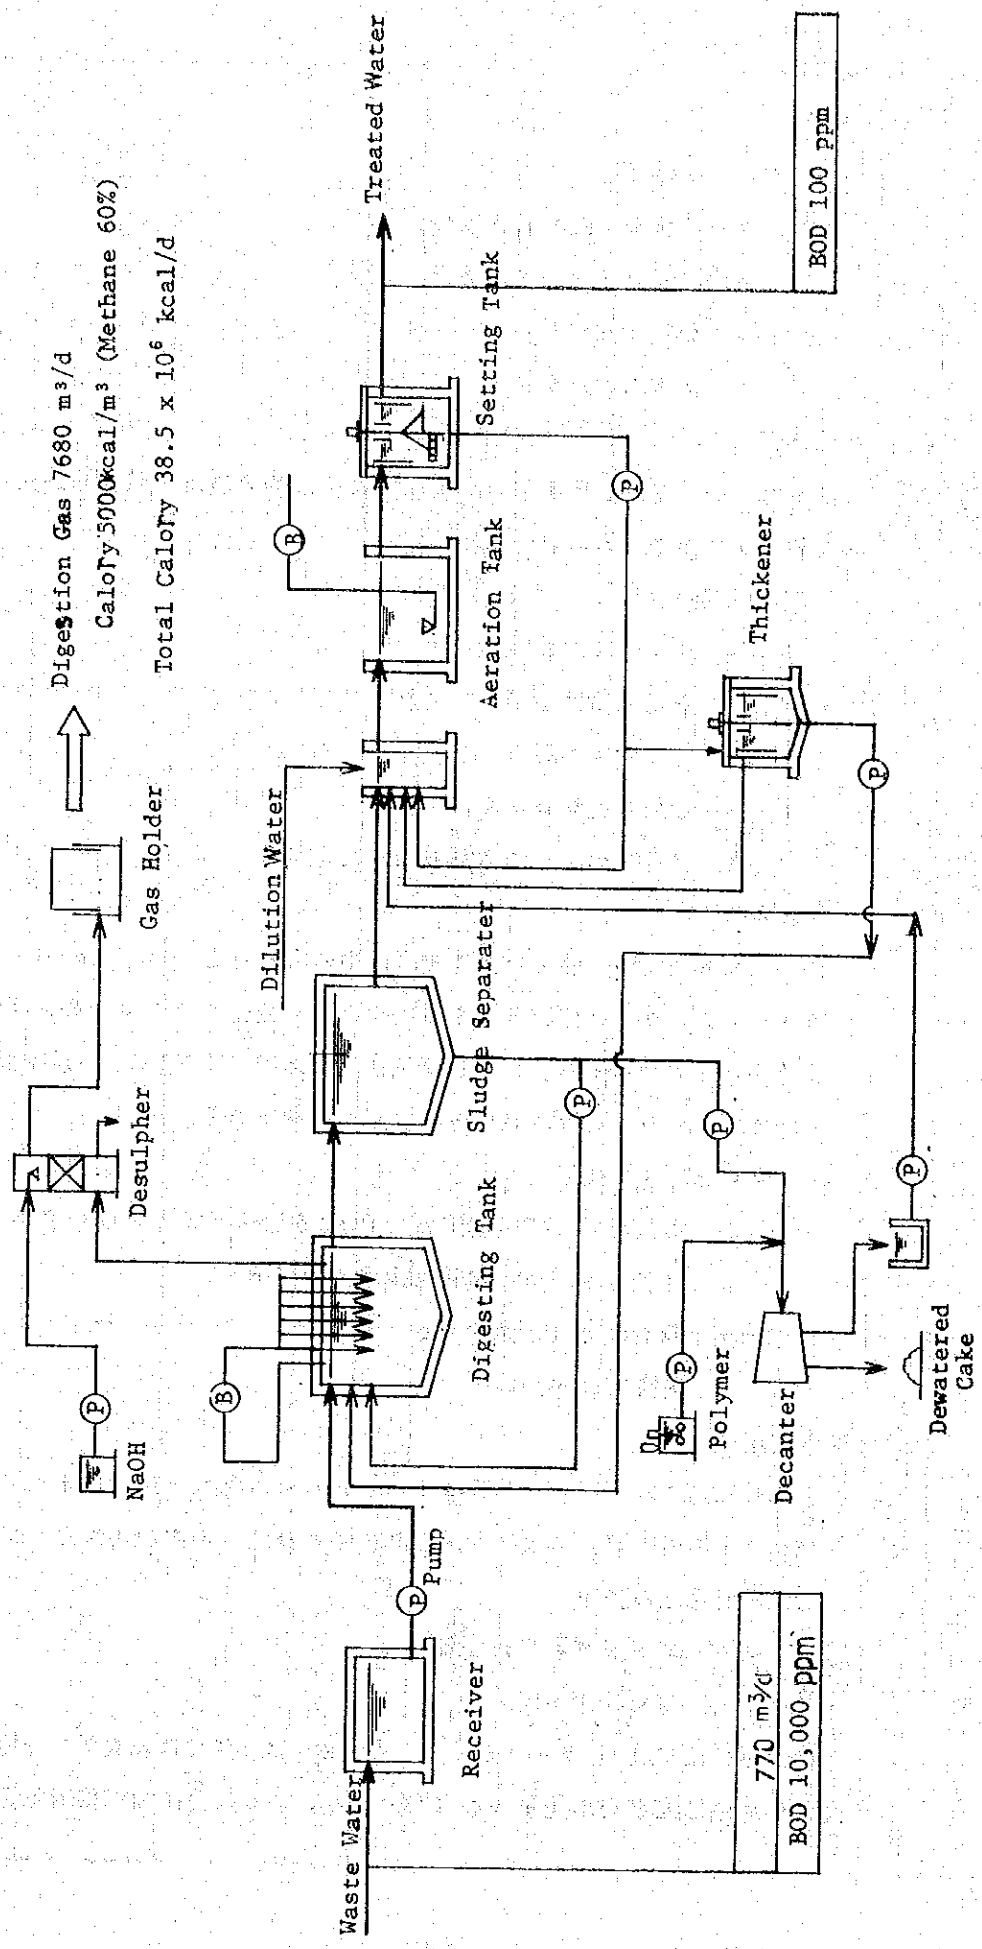 Digestion Gas 7680 m³/d
Calory 5000kcal/m³ (Methane 60%)
Total Calory 38.5 x 10⁶ kcal/d
Gas Holder
Desulpher
P
NaOH
B
Dilution Water
B
Treated Water
Waste Water
Receiver
P
Pump
Digesting Tank
Sludge Separater
Aeration Tank
Setting Tank
P
P
P
Thickener
P
P
Polymer
Decanter
P
Dewatered
Cake
770 m³/d
BOD 10,000 ppm
BOD 100 ppm